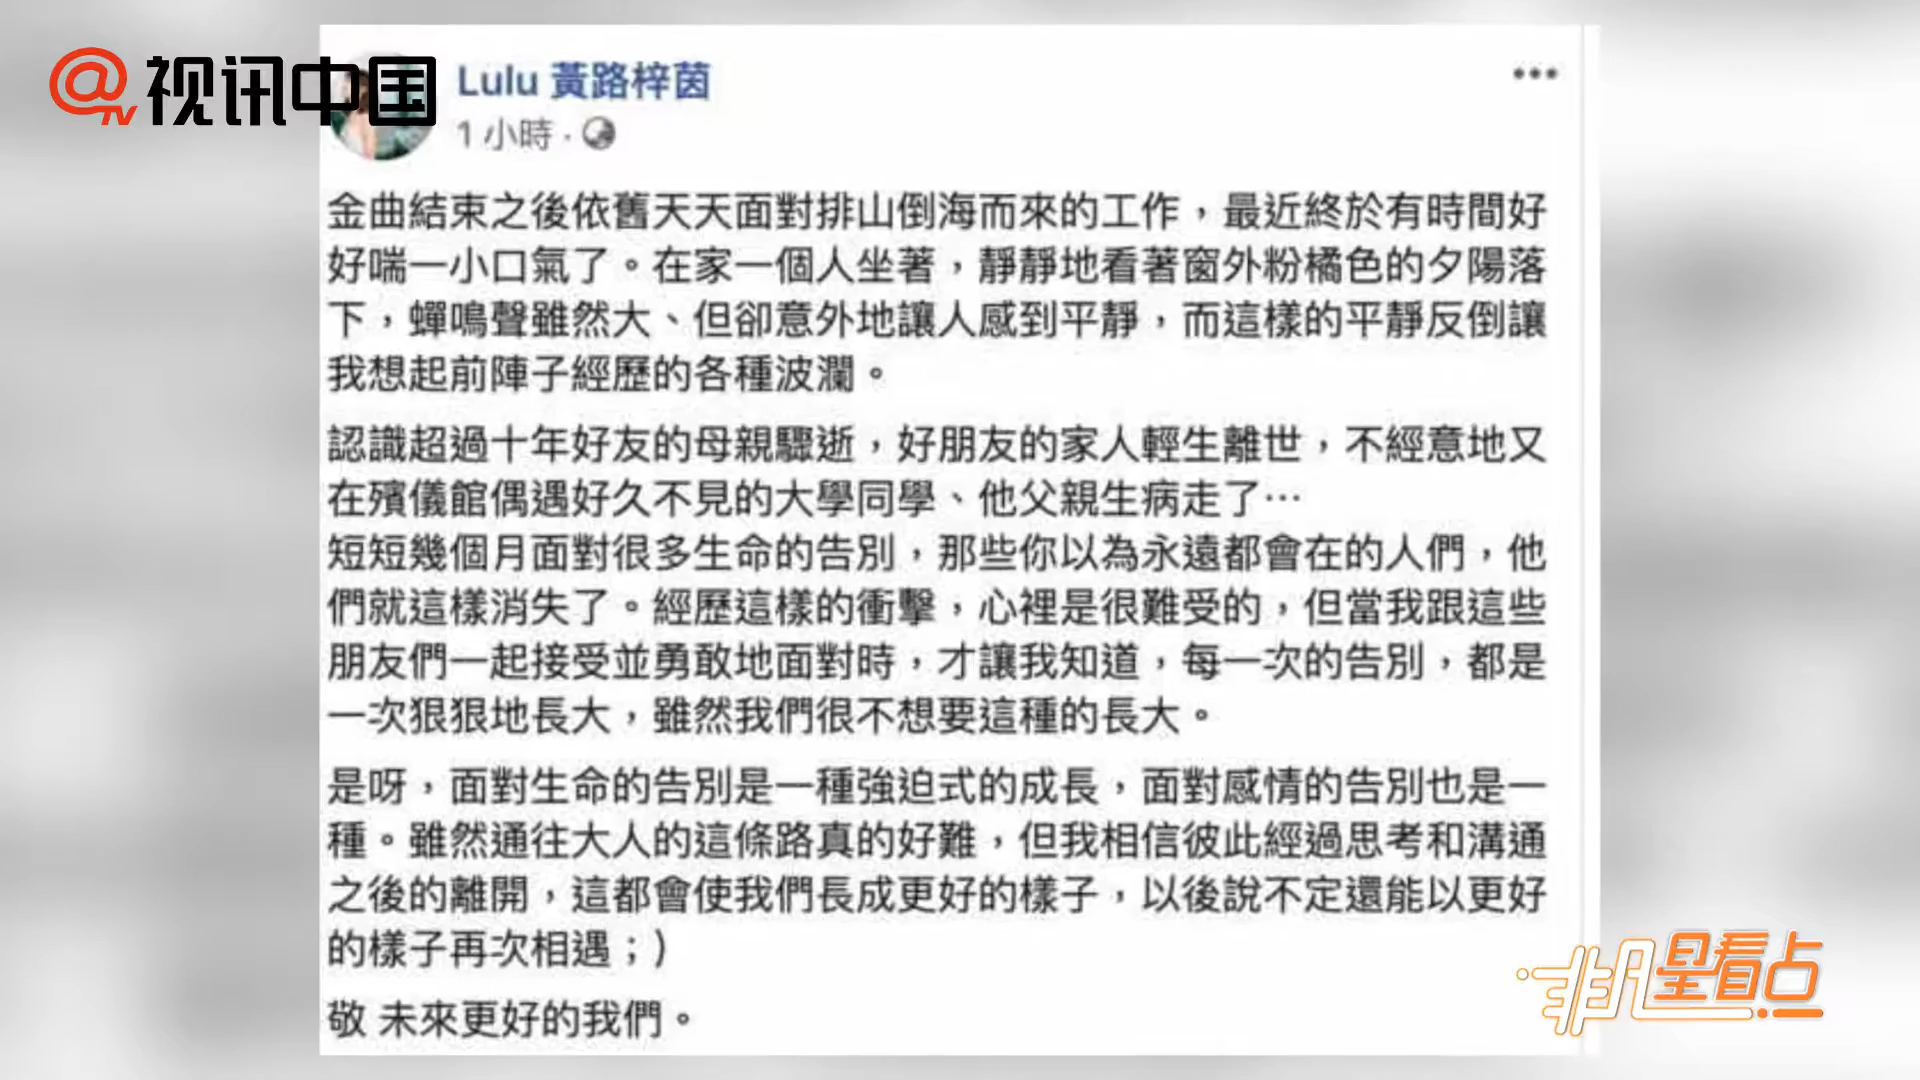 @TV 视讯中国
Lulu 黃路梓茵
1 小時 ·
金曲結束之後依舊天天面對排山倒海而來的工作，最近終於有時間好
好喘一小口氣了。在家一個人坐著，靜靜地看著窗外粉橘色的夕陽落
下，蟬鳴聲雖然大、但卻意外地讓人感到平靜，而這樣的平靜反倒讓
我想起前陣子經歷的各種波瀾。
認識超過十年好友的母親驟逝，好朋友的家人輕生離世，不經意地又
在殯儀館偶遇好久不見的大學同學、他父親生病走了⋯
短短幾個月面對很多生命的告別，那些你以為永遠都會在的人們，他
們就這樣消失了。經歷這樣的衝擊，心裡是很難受的，但當我跟這些
朋友們一起接受並勇敢地面對時，才讓我知道，每一次的告別，都是
一次狠狠地長大，雖然我們很不想要這種的長大。
是呀，面對生命的告別是一種強迫式的成長，面對感情的告別也是一
種。雖然通往大人的這條路真的好難，但我相信彼此經過思考和溝通
之後的離開，這都會使我們長成更好的樣子，以後說不定還能以更好
的樣子再次相遇；）
敬 未來更好的我們。
非凡星看点